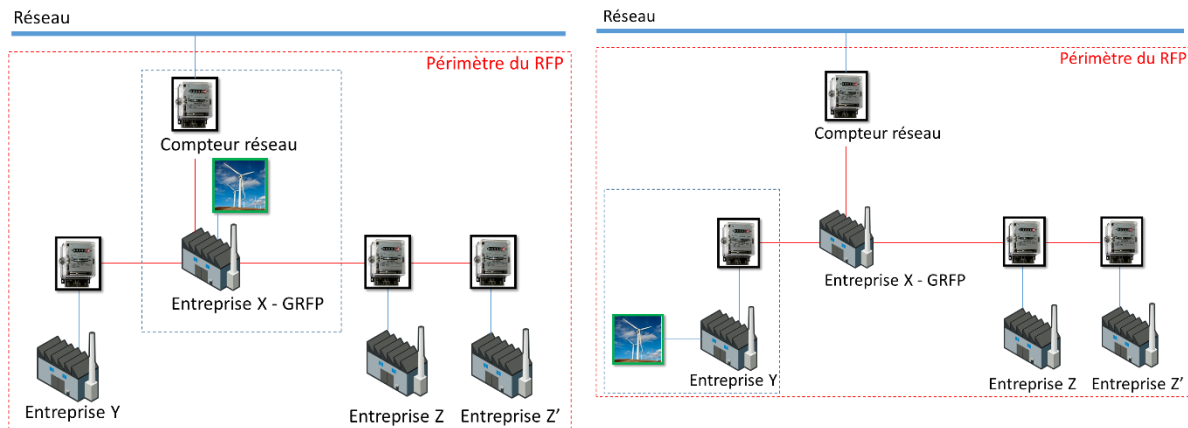 Réseau
Périmètre du RFP
Compteur réseau
Entreprise X - GRFP
Entreprise Y
Entreprise Z
Entreprise Z’
Réseau
Périmètre du RFP
Compteur réseau
Entreprise X - GRFP
Entreprise Y
Entreprise Z
Entreprise Z’